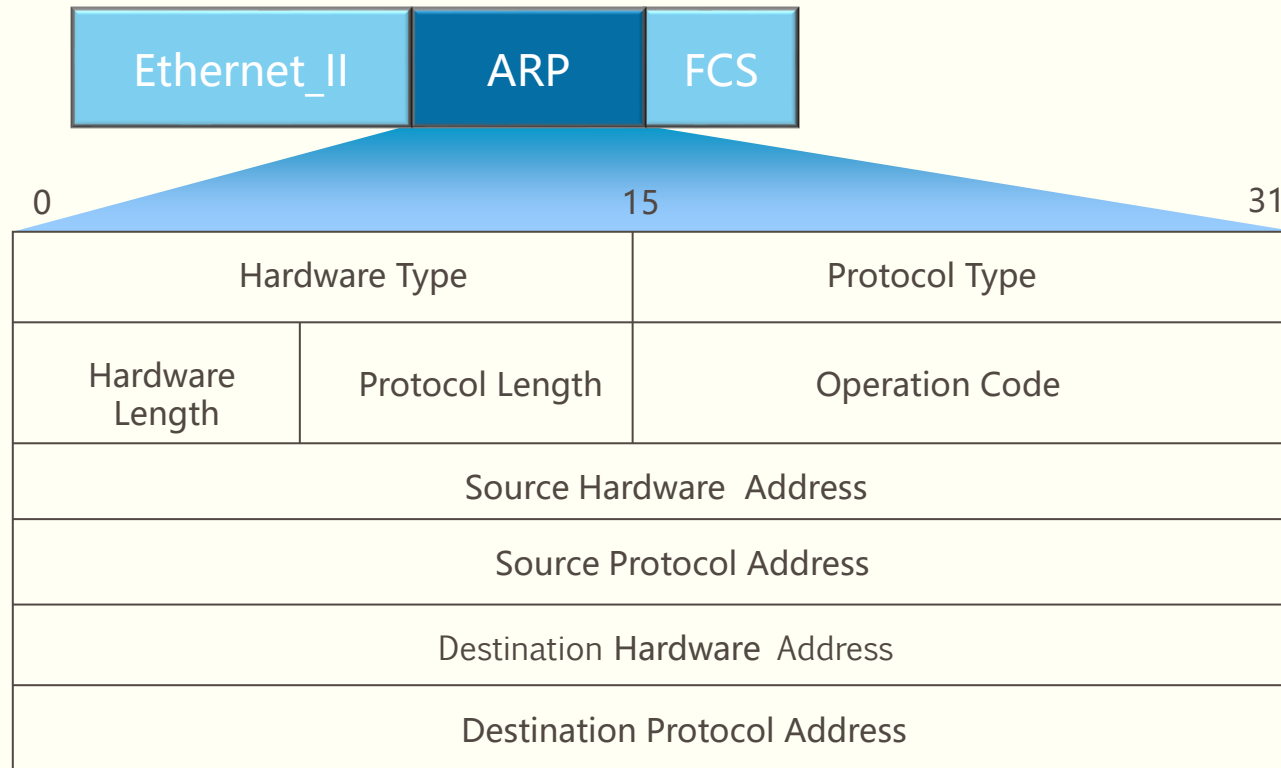 Ethernet_II ARP FCS
0 15 31
Hardware Type Protocol Type
Hardware
Length
Protocol Length Operation Code
Source Hardware Address
Source Protocol Address
Destination Hardware Address
Destination Protocol Address